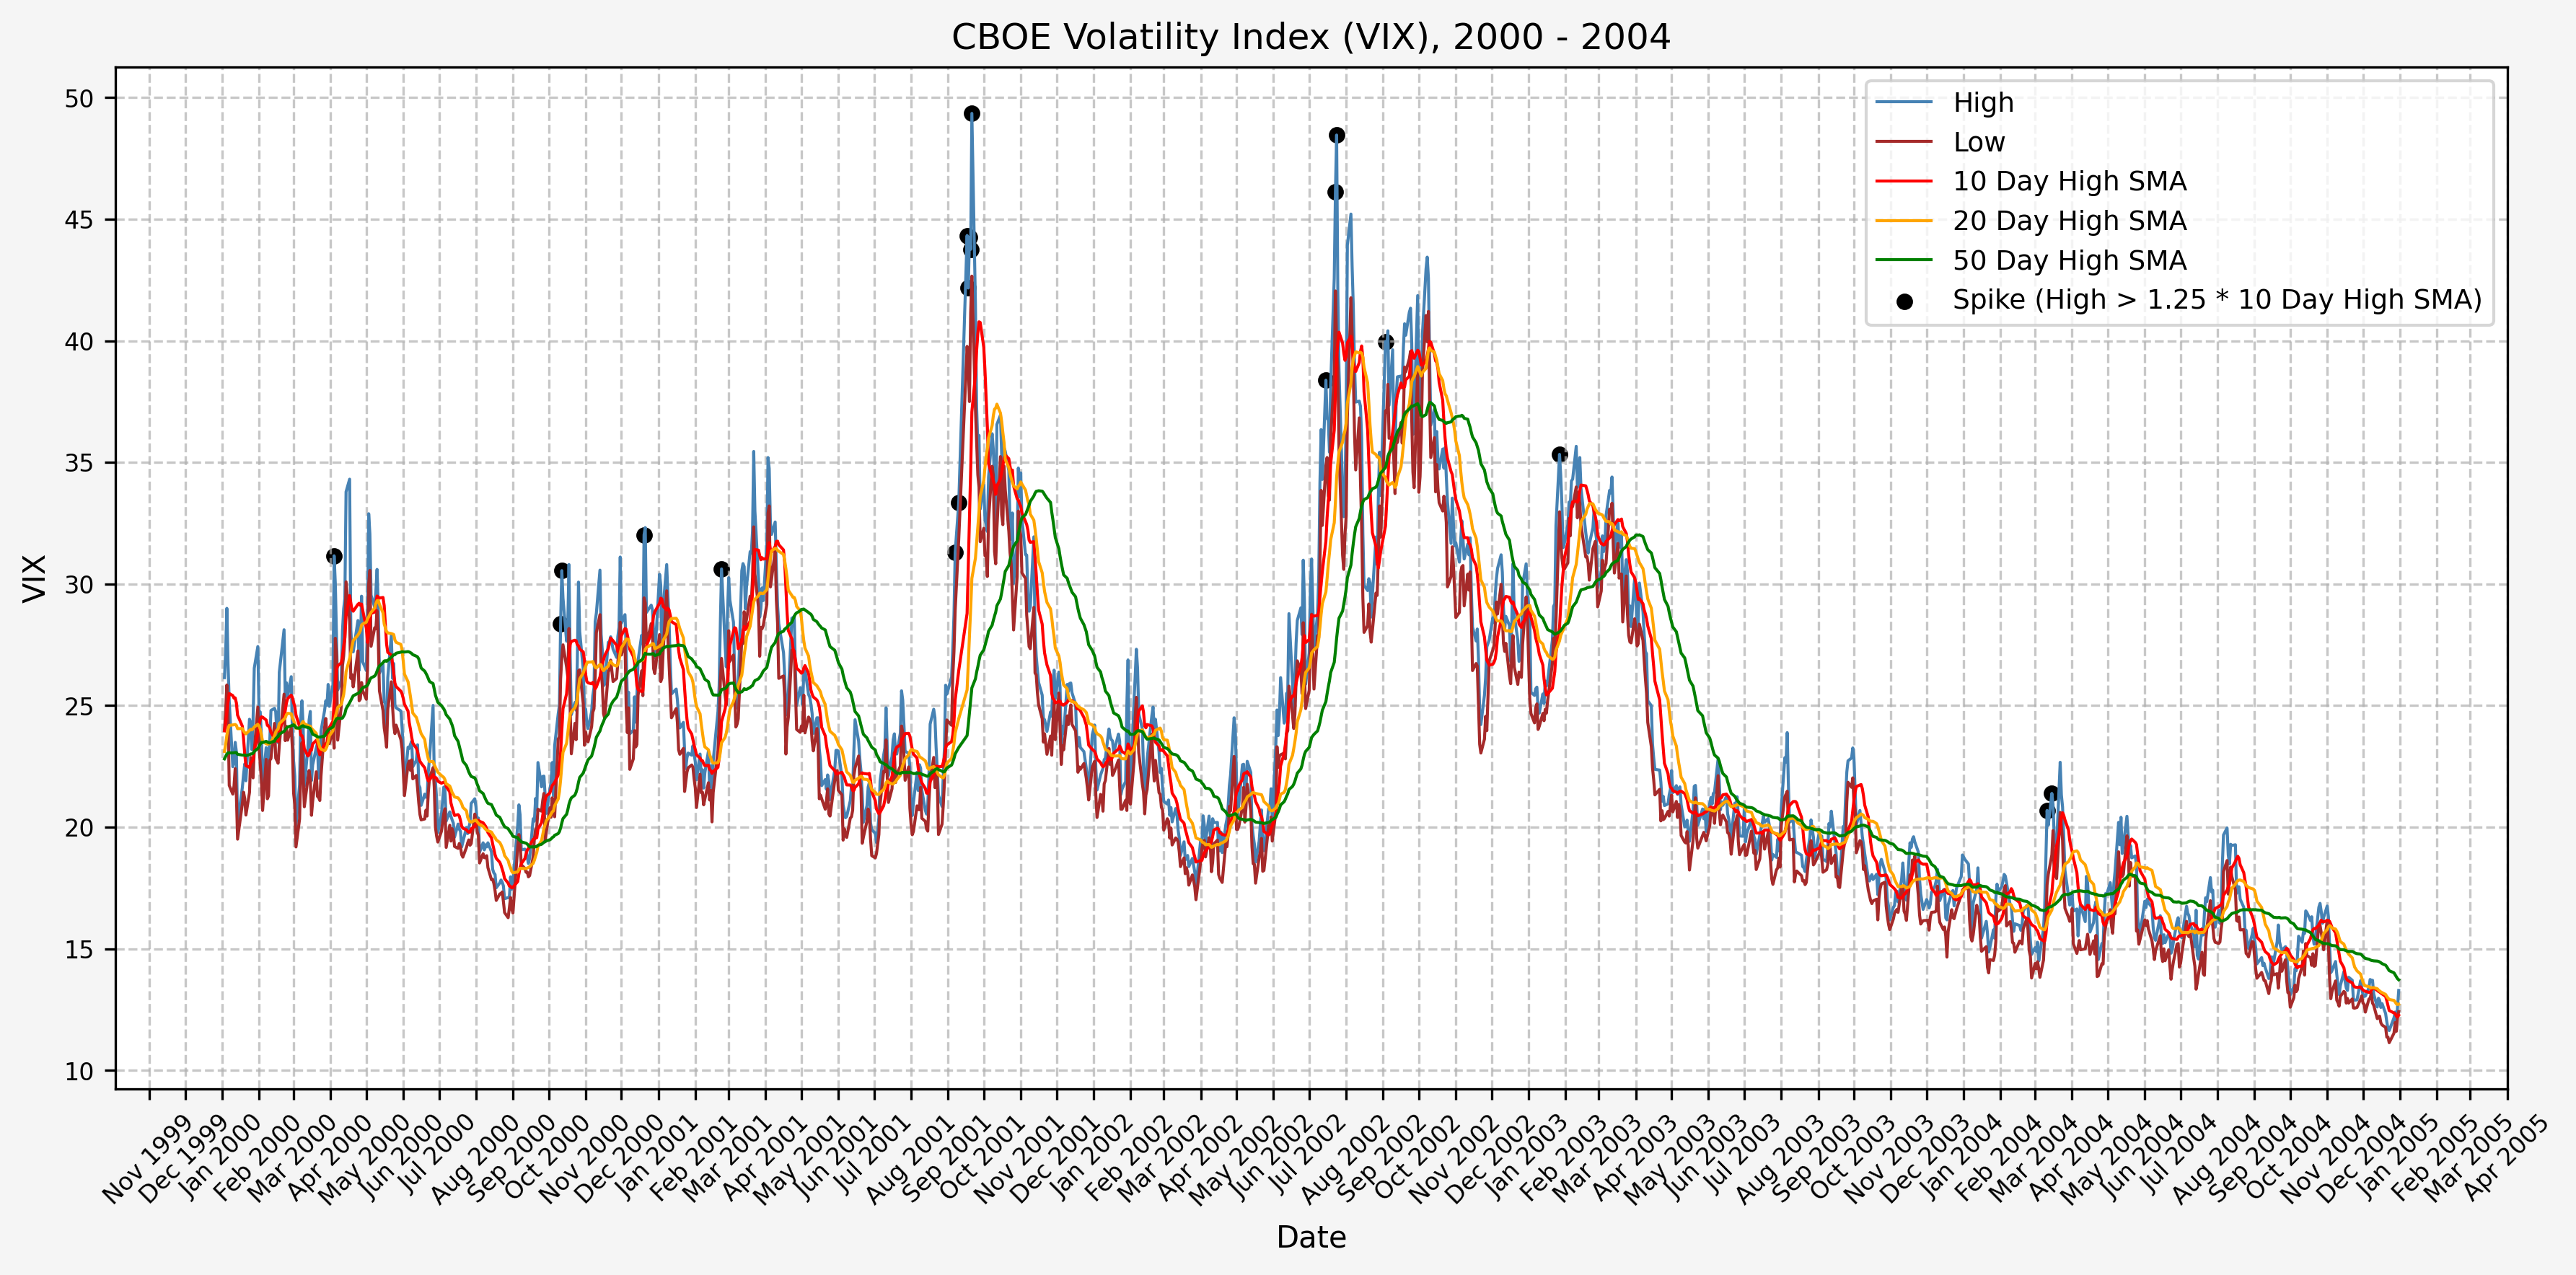 CBOE Volatility Index (VIX), 2000 - 2004
50
45
40
35
30
25
20
15
10
VIX
High
Low
10 Day High SMA
20 Day High SMA
50 Day High SMA
Spike (High > 1.25 * 10 Day High SMA)
Nov 1999
Dec 1999
Jan 2000
Feb 2000
Mar 2000
Apr 2000
May 2000
Jun 2000
Jul 2000
Aug 2000
Sep 2000
Oct 2000
Nov 2000
Dec 2000
Jan 2001
Feb 2001
Mar 2001
Apr 2001
May 2001
Jun 2001
Jul 2001
Aug 2001
Sep 2001
Oct 2001
Nov 2001
Dec 2001
Jan 2002
Feb 2002
Mar 2002
Apr 2002
May 2002
Jun 2002
Jul 2002
Aug 2002
Sep 2002
Oct 2002
Nov 2002
Dec 2002
Jan 2003
Feb 2003
Mar 2003
Apr 2003
May 2003
Jun 2003
Jul 2003
Aug 2003
Sep 2003
Oct 2003
Nov 2003
Dec 2003
Jan 2004
Feb 2004
Mar 2004
Apr 2004
May 2004
Jun 2004
Jul 2004
Aug 2004
Sep 2004
Oct 2004
Nov 2004
Dec 2004
Jan 2005
Feb 2005
Mar 2005
Apr 2005
Date